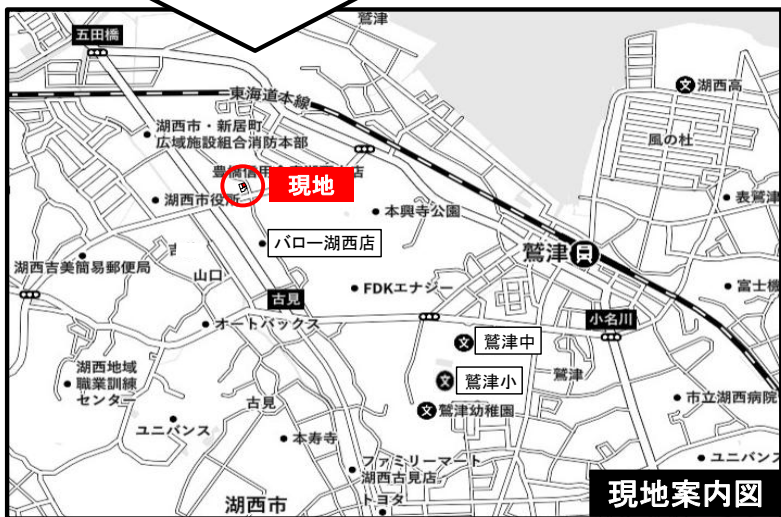 鷲津
五田橋
東海道本線
湖西高
湖西市・新居町
広域施設組合消防本部
風の杜
現地
湖西市役所
表鷲津
本興寺公園
バロー湖西店
鷲津
湖西吉美簡易郵便局
山口
FDKエナジー
富士機
古見
オートバックス
小名川
鷲津中
文
鷲津小
文
鷲津幼稚園
文
文
湖西地域
職業訓練
センター
古見
鷲津
市立湖西病院
ユニバンス
本寿寺
ファミリーマート
湖西古見店
ユニバンス
湖西市
トヨタ
現地案内図